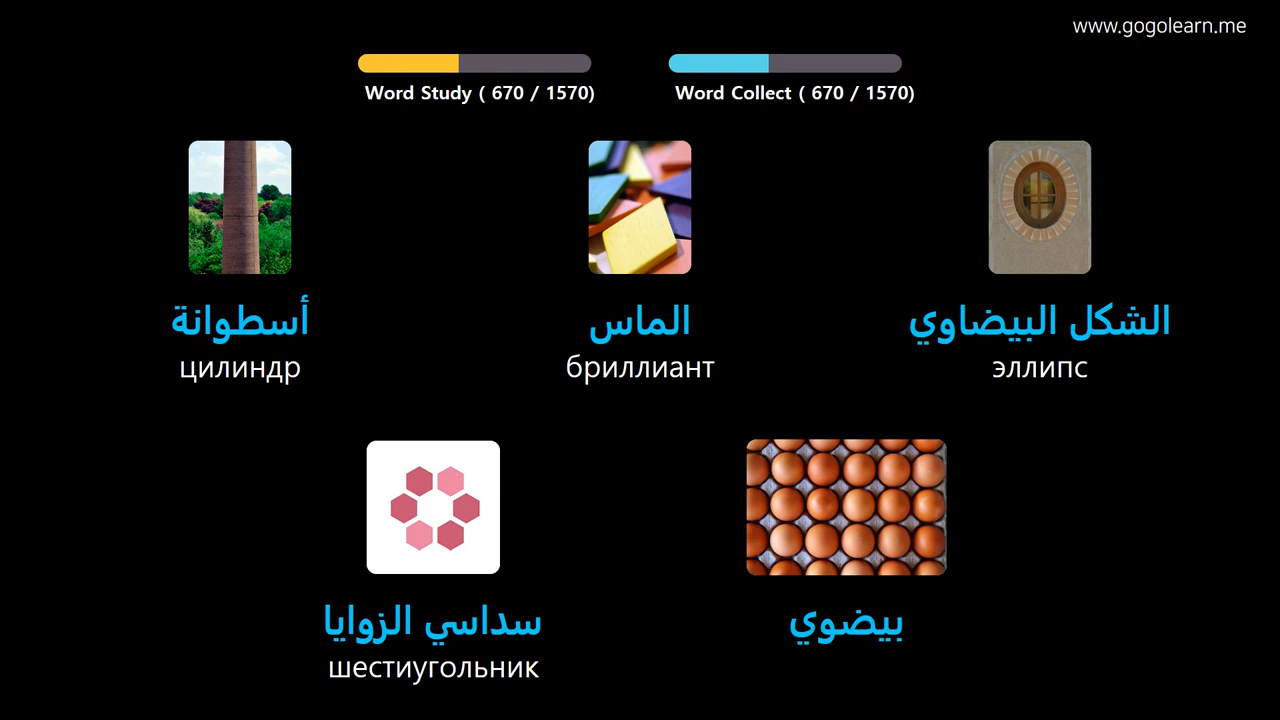 www.gogolearn.me
Word Study ( 670 / 1570)
Word Collect ( 670 / 1570)
أسطوانة
цилиндр
الماس
бриллиант
الشكل البيضاوي
эллипс
سداسي الزوايا
шестиугольник
بيضوي